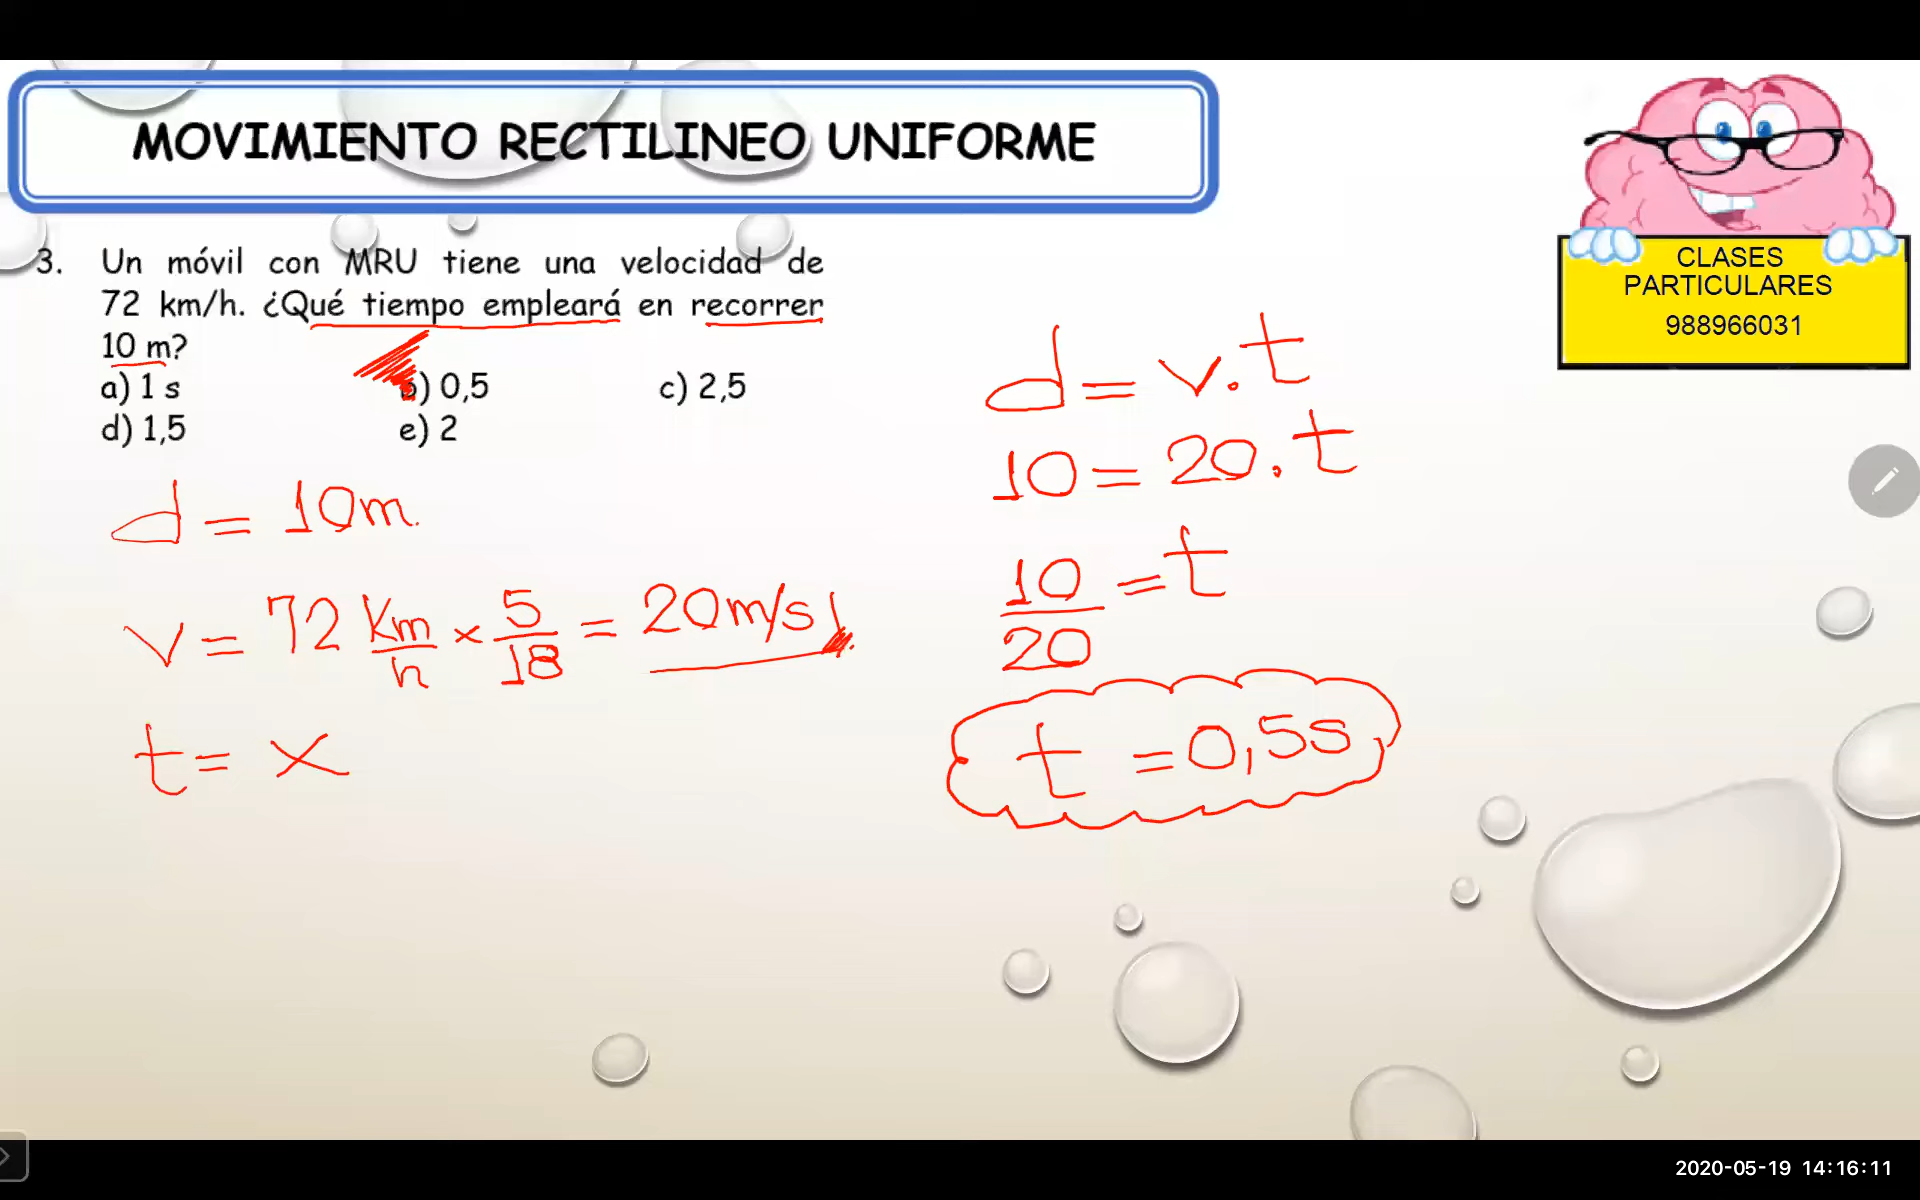 MOVIMIENTO RECTILINEO UNIFORME
3. Un móvil con MRU tiene una velocidad de
72 km/h. ¿Qué tiempo empleará en recorrer
10 m?
a) 1 s b) 0,5 c) 2,5
d) 1,5 e) 2
d = 10m.
v = 72 Km/h × 5/18 = 20m/s
t = x
d = v.t
10 = 20.t
10/20 = t
t = 0,5s
CLASES
PARTICULARES
988966031
2020-05-19 14:16:11